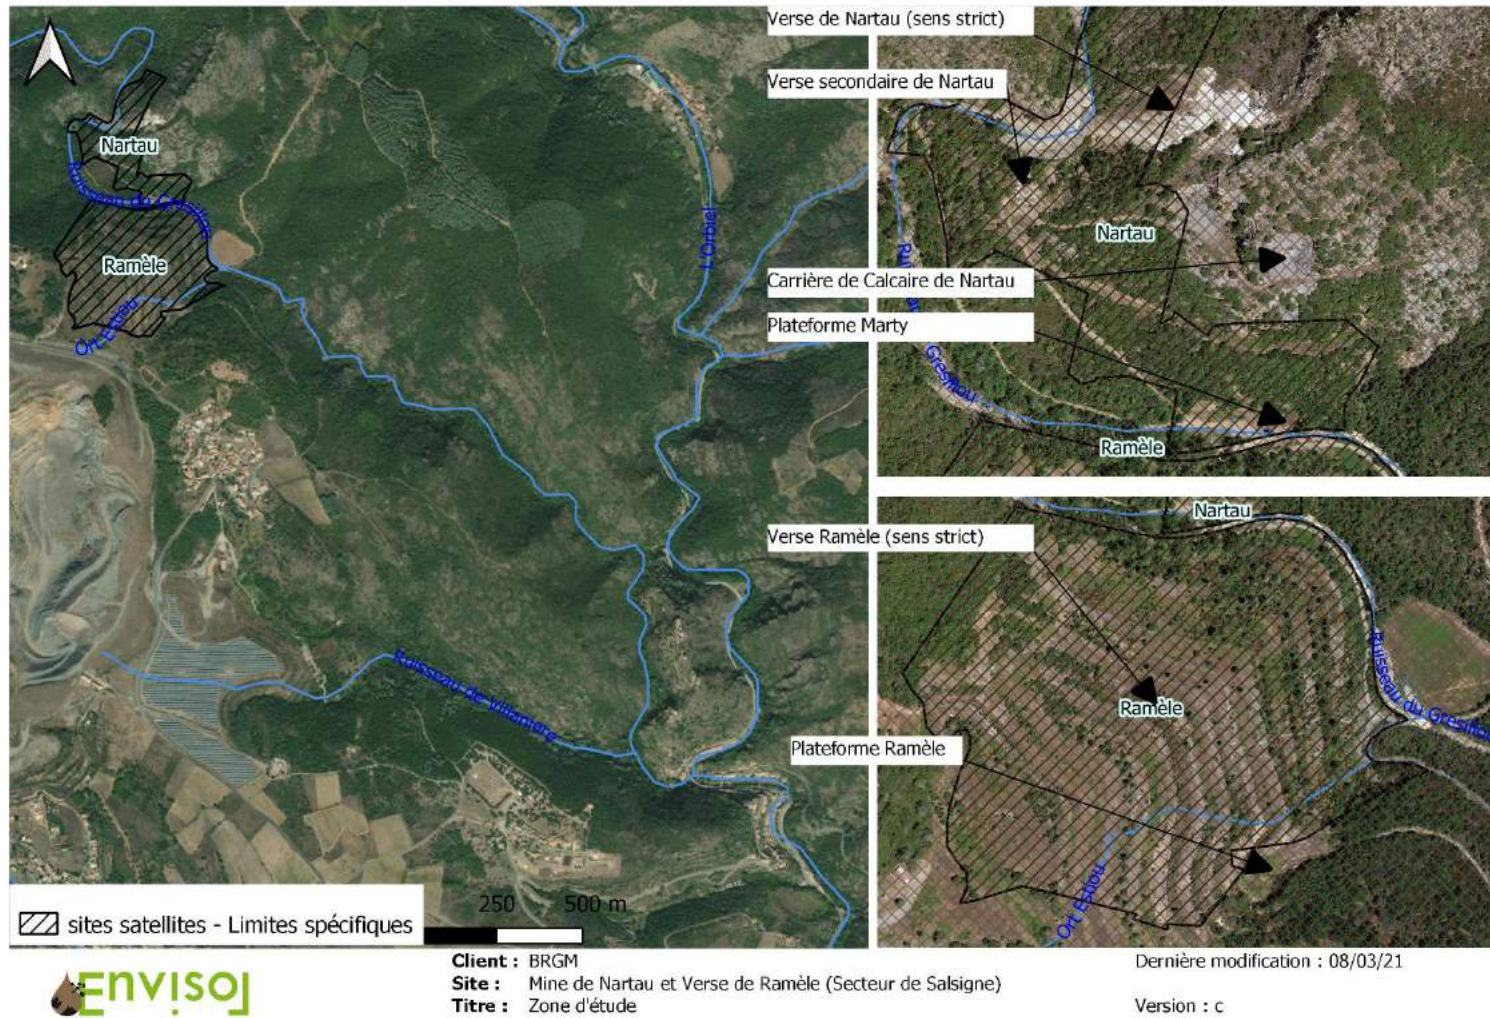 Nartau
Ruisseau du Grésillou
Ramèle
Ort Estiou
L'Orbiel
Ruisseau de Villanière
sites satellites - Limites spécifiques
250 500 m
Verse de Nartau (sens strict)
Verse secondaire de Nartau
Nartau
Carrière de Calcaire de Nartau
Plateforme Marty
Grésillou
Ramèle
Verse Ramèle (sens strict)
Nartau
Ramèle
Ruisseau du Grésillou
Plateforme Ramèle
Ort Estiou
Envisol
Client : BRGM
Site : Mine de Nartau et Verse de Ramèle (Secteur de Salsigne)
Titre : Zone d'étude
Dernière modification : 08/03/21
Version : c